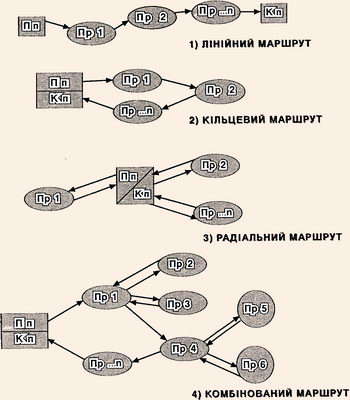 Пп Пр 1 Пр 2 Пр...n Кп
1) ЛІНІЙНИЙ МАРШРУТ
Пп Пр 1
Кп Пр...n Пр 2
2) КІЛЬЦЕВИЙ МАРШРУТ
Пр 2
Пп
Пр 1 Кп
Пр...n
3) РАДІАЛЬНИЙ МАРШРУТ
Пр 2
Пр 1 Пр 3
Пр 5
Пп
Кп Пр 4
Пр...n Пр 6
4) КОМБІНОВАНИЙ МАРШРУТ